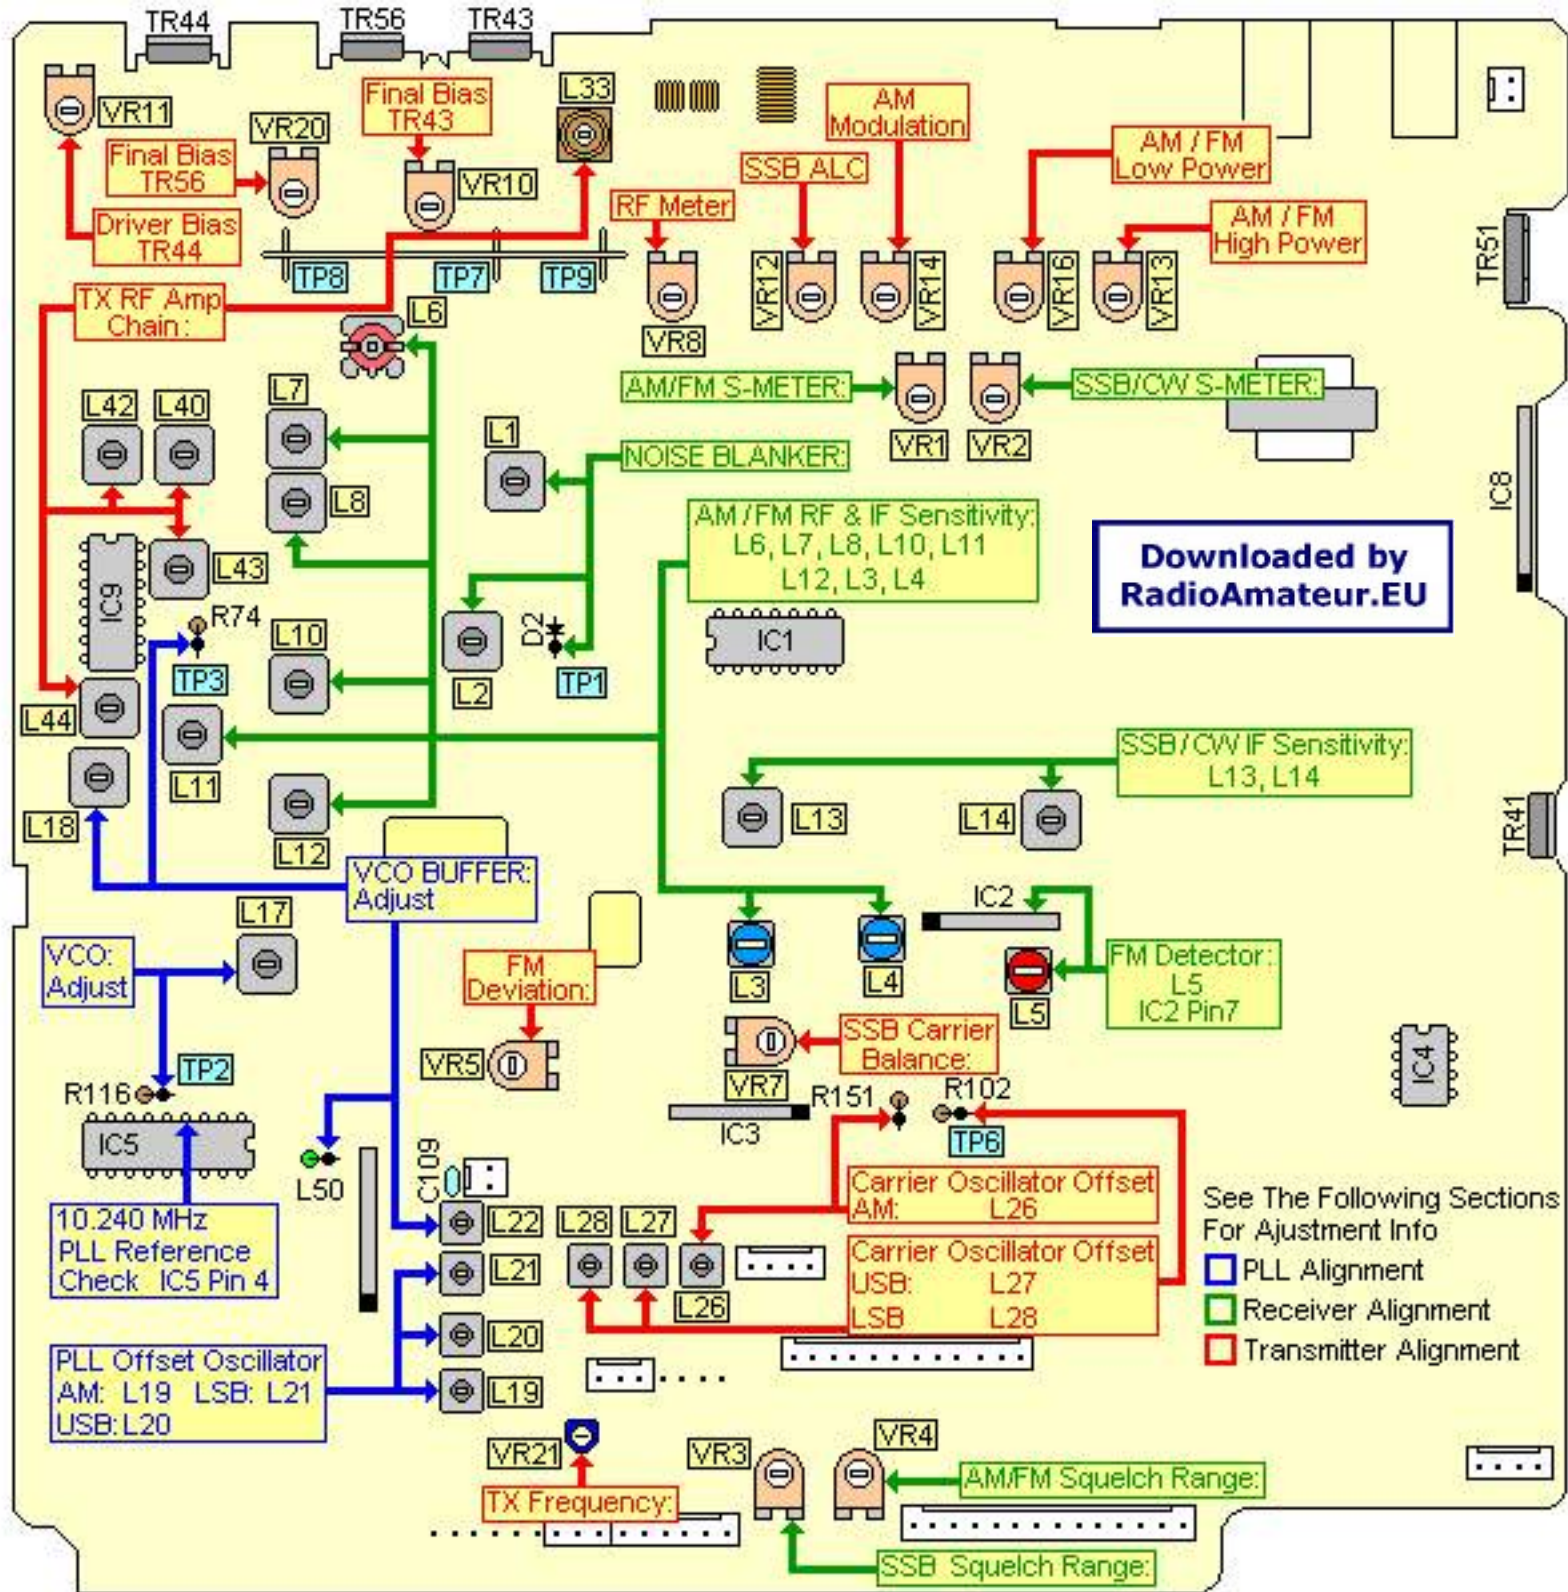 TR44
TR56
TR43
VR11
Final Bias
TR56
VR20
Final Bias
TR43
VR10
L33
Driver Bias
TR44
RF Meter
VR8
SSB ALC
VR12
AM
Modulation
VR14
AM / FM
Low Power
VR16
AM / FM
High Power
VR13
TR51
TP8
TP7
TP9
TX RF Amp
Chain:
L6
L7
L42
L40
L8
L1
AM/FM S-METER:
VR1
VR2
SSB/CW S-METER:
NOISE BLANKER:
IC8
AM/FM RF & IF Sensitivity:
L6, L7, L8, L10, L11
L12, L3, L4
Downloaded by
RadioAmateur.EU
IC9
L43
R74
TP3
L10
L2
D2
TP1
IC1
L44
L11
L18
L12
SSB/CW IF Sensitivity:
L13, L14
L13
L14
TR41
VCO BUFFER:
Adjust
L17
VCO:
Adjust
FM
Deviation:
VR5
L3
L4
IC2
L5
FM Detector:
L5
IC2 Pin7
SSB Carrier
Balance:
VR7
IC3
R151
R102
TP6
IC4
TP2
R116
IC5
L50
C109
10.240 MHz
PLL Reference
Check IC5 Pin 4
L22
L21
L20
L19
L28
L27
L26
Carrier Oscillator Offset
AM: L26
Carrier Oscillator Offset
USB: L27
LSB L28
See The Following Sections
For Ajustment Info
PLL Alignment
Receiver Alignment
Transmitter Alignment
PLL Offset Oscillator
AM: L19 LSB: L21
USB: L20
VR21
TX Frequency:
VR3
VR4
AM/FM Squelch Range:
SSB Squelch Range: